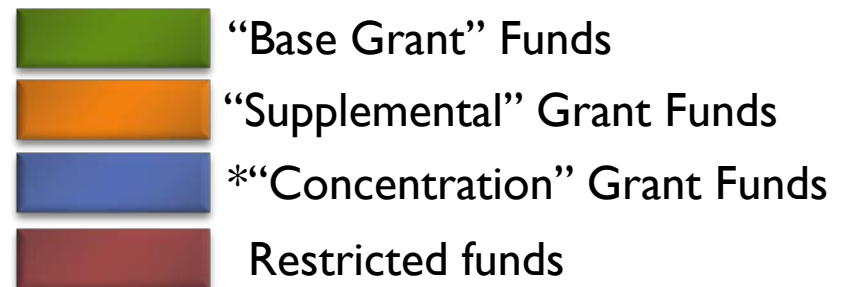 “Base Grant” Funds
“Supplemental” Grant Funds
*“Concentration” Grant Funds
Restricted funds